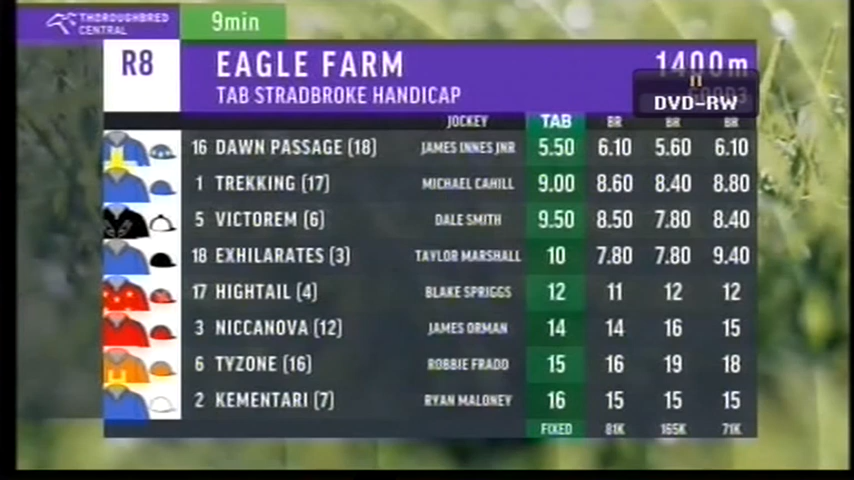 THOROUGHBRED
CENTRAL
9min
R8 EAGLE FARM 1400m
TAB STRADBROKE HANDICAP GOOD3
DVD-RW
JOCKEY TAB BR BR BR
16 DAWN PASSAGE (18) JAMES INNES JNR 5.50 6.10 5.60 6.10
1 TREKKING (17) MICHAEL CAHILL 9.00 8.60 8.40 8.80
5 VICTOREM (6) DALE SMITH 9.50 8.50 7.80 8.40
18 EXHILARATES (3) TAYLOR MARSHALL 10 7.80 7.80 9.40
17 HIGHTAIL (4) BLAKE SPRIGGS 12 11 12 12
3 NICCANOVA (12) JAMES ORMAN 14 14 16 15
6 TYZONE (16) ROBBIE FRADD 15 16 19 18
2 KEMENTARI (7) RYAN MALONEY 16 15 15 15
FIXED 81K 165K 71K